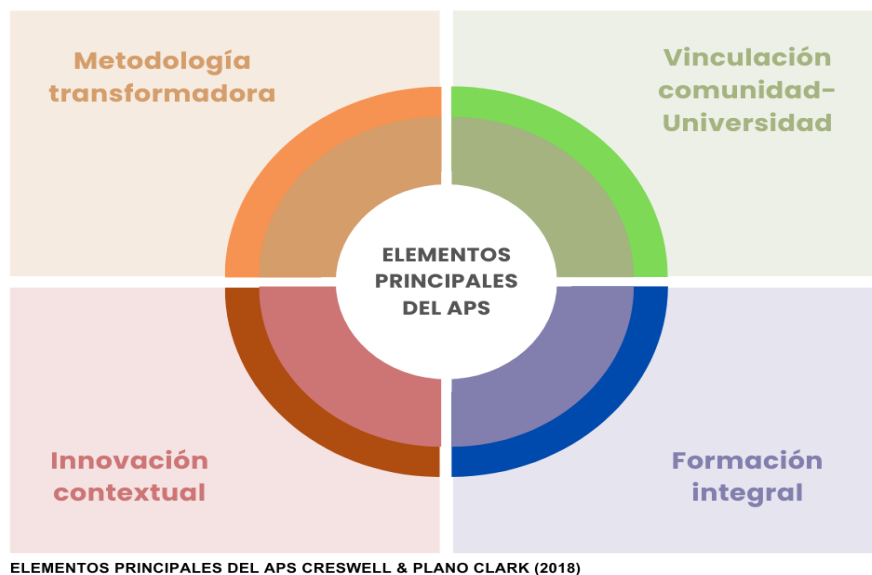 Metodología
transformadora
Vinculación
comunidad-
Universidad
ELEMENTOS
PRINCIPALES
DEL APS
Innovación
contextual
Formación
integral
ELEMENTOS PRINCIPALES DEL APS CRESWELL & PLANO CLARK (2018)